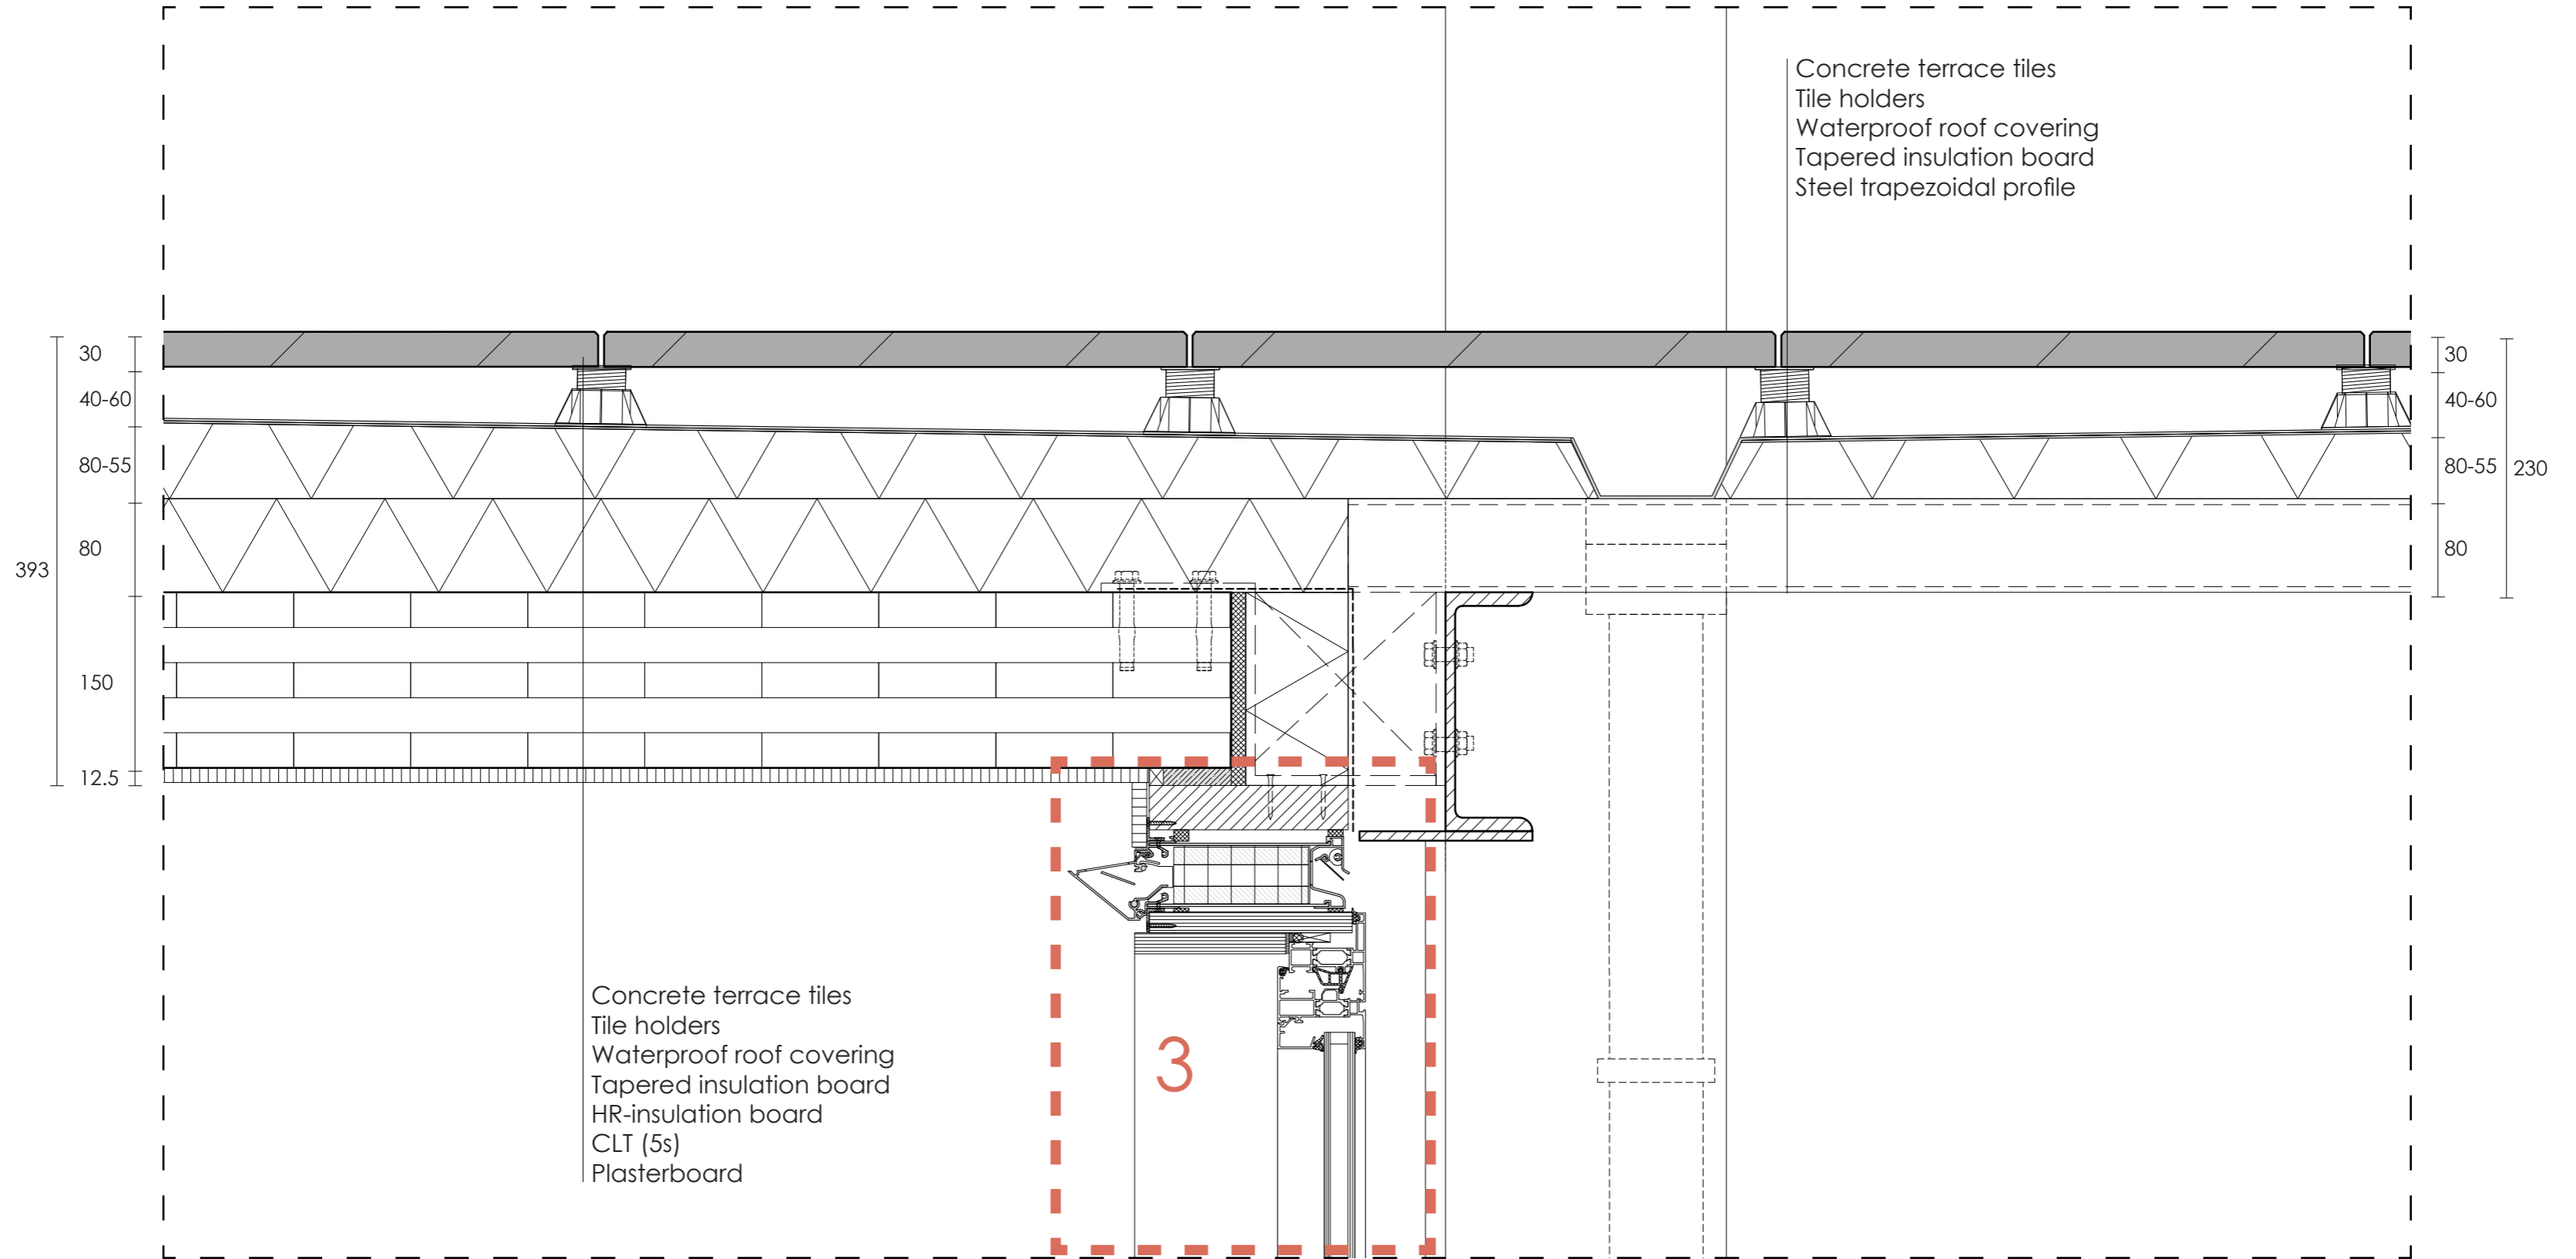 Concrete terrace tiles
Tile holders
Waterproof roof covering
Tapered insulation board
Steel trapezoidal profile
30
40-60
80-55
80
393
150
12.5
30
40-60
80-55
230
80
Concrete terrace tiles
Tile holders
Waterproof roof covering
Tapered insulation board
HR-insulation board
CLT (5s)
Plasterboard
3